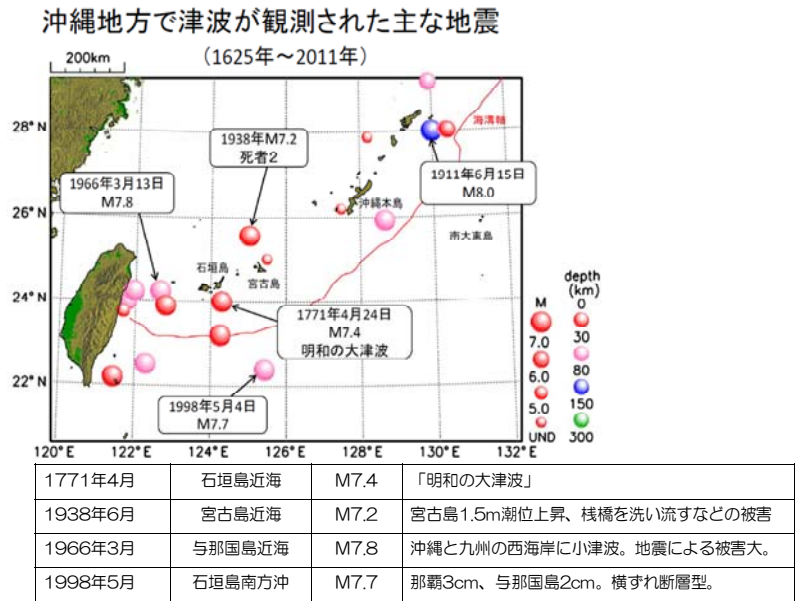 沖縄地方で津波が観測された主な地震
（1625年～2011年）
200km
28°N
26°N
24°N
22°N
120°E
122°E
124°E
126°E
128°E
130°E
132°E
海溝軸
1938年M7.2
死者2
1966年3月13日
M7.8
1911年6月15日
M8.0
沖縄本島
南大東島
石垣島
宮古島
1771年4月24日
M7.4
明和の大津波
1998年5月4日
M7.7
M
7.0
6.0
5.0
UND
depth
(km)
0
30
80
150
300
1771年4月 石垣島近海 M7.4 「明和の大津波」
1938年6月 宮古島近海 M7.2 宮古島1.5m潮位上昇、桟橋を洗い流すなどの被害
1966年3月 与那国島近海 M7.8 沖縄と九州の西海岸に小津波。地震による被害大。
1998年5月 石垣島南方沖 M7.7 那覇3cm、与那国島2cm。横ずれ断層型。